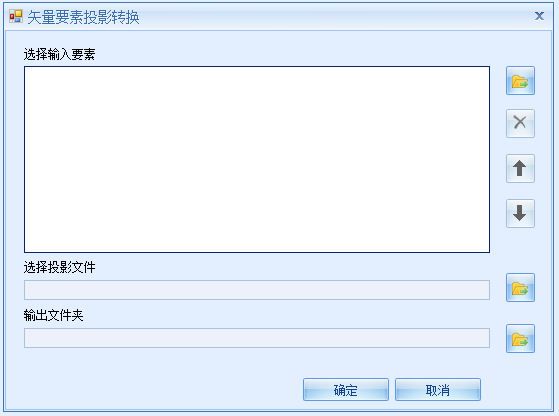 矢量要素投影转换
选择输入要素
选择投影文件
输出文件夹
确定 取消